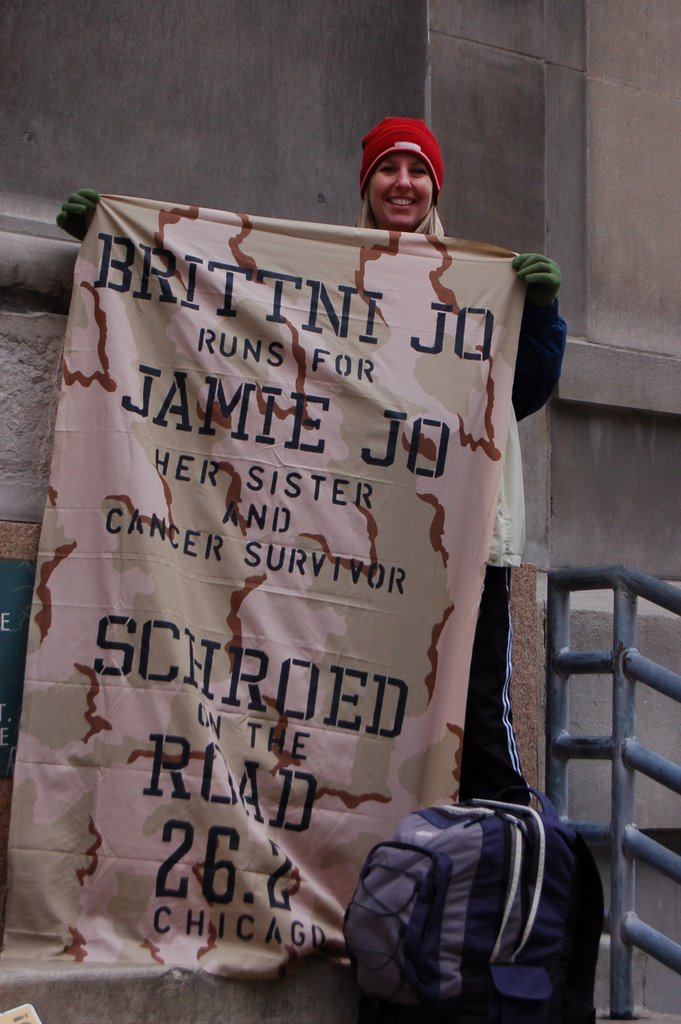 BRITTNI JO
RUNS FOR
JAMIE JO
HER SISTER
AND
CANCER SURVIVOR
SCHROED
ON THE
ROAD
26.2
CHICAGO